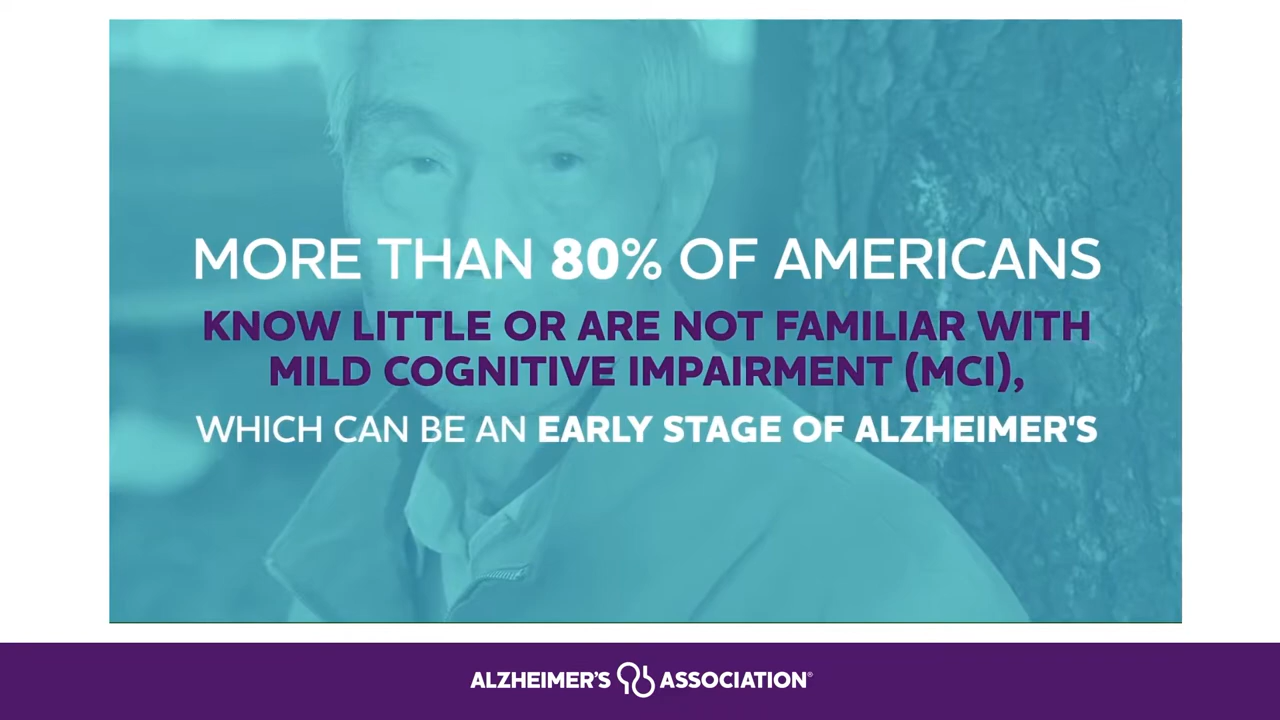 MORE THAN 80% OF AMERICANS
KNOW LITTLE OR ARE NOT FAMILIAR WITH
MILD COGNITIVE IMPAIRMENT (MCI),
WHICH CAN BE AN EARLY STAGE OF ALZHEIMER'S
ALZHEIMER'S ASSOCIATION®